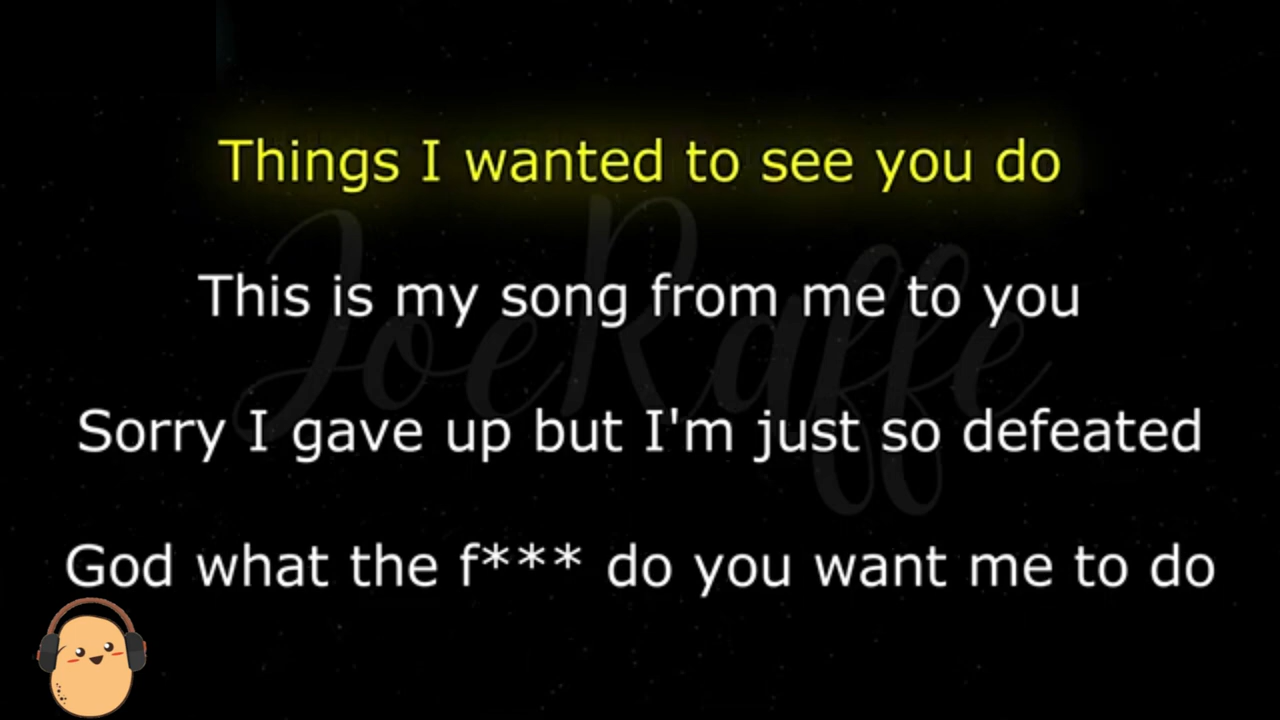 Things I wanted to see you do
This is my song from me to you
JoeRaffe
Sorry I gave up but I'm just so defeated
God what the f*** do you want me to do